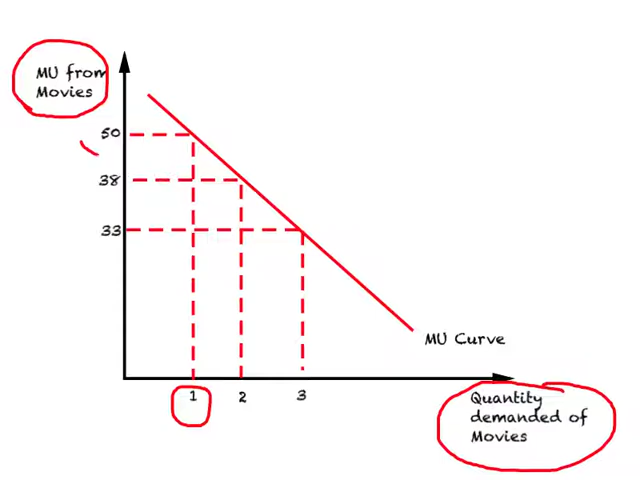 MU from
Movies
50
38
33
MU Curve
1
2
3
Quantity
demanded of
Movies